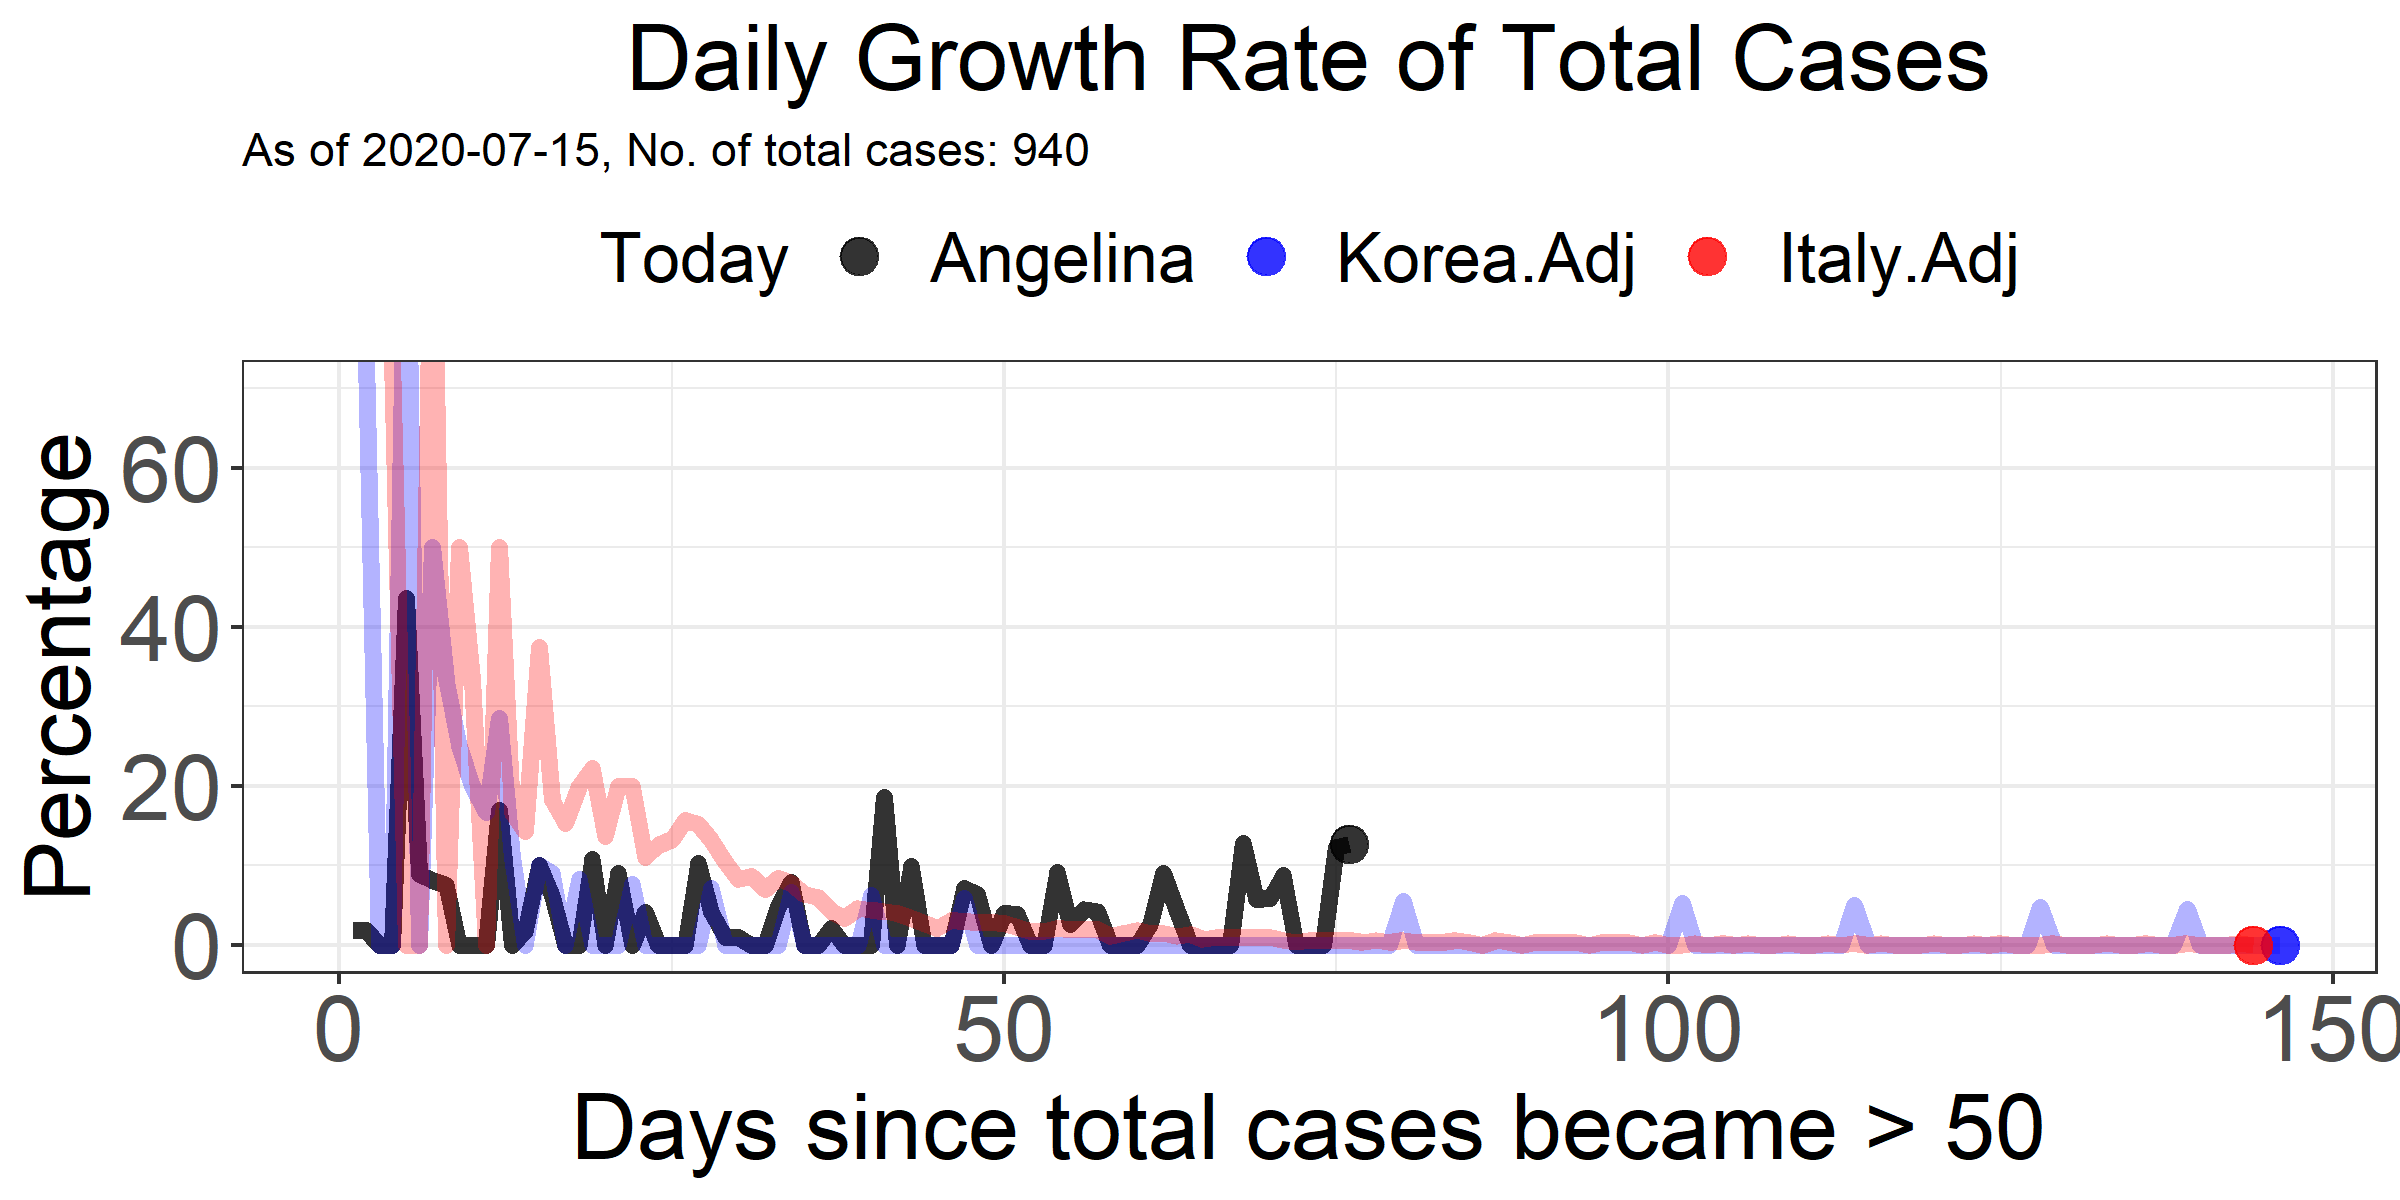 Daily Growth Rate of Total Cases
As of 2020-07-15, No. of total cases: 940
Today Angelina Korea.Adj Italy.Adj
Percentage
60
40
20
0
0 50 100 150
Days since total cases became > 50